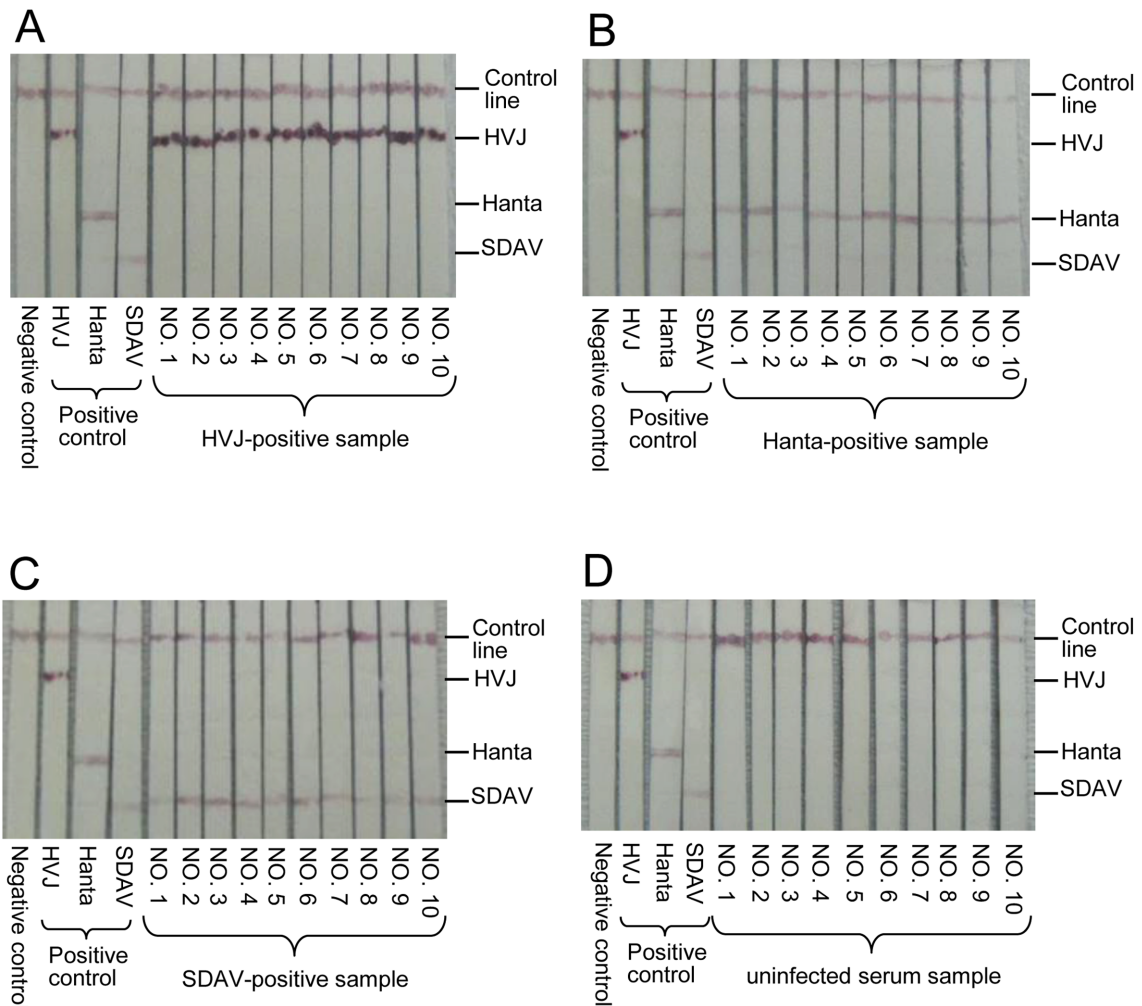 A
Control
line
HVJ
Hanta
SDAV
Negative control
HVJ
Hanta
SDAV
NO. 1
NO. 2
NO. 3
NO. 4
NO. 5
NO. 6
NO. 7
NO. 8
NO. 9
NO. 10
Positive
control
HVJ-positive sample
B
Control
line
HVJ
Hanta
SDAV
Negative control
HVJ
Hanta
SDAV
NO. 1
NO. 2
NO. 3
NO. 4
NO. 5
NO. 6
NO. 7
NO. 8
NO. 9
NO. 10
Positive
control
Hanta-positive sample
C
Control
line
HVJ
Hanta
SDAV
Negative contro
HVJ
Hanta
SDAV
NO. 1
NO. 2
NO. 3
NO. 4
NO. 5
NO. 6
NO. 7
NO. 8
NO. 9
NO. 10
Positive
control
SDAV-positive sample
D
Control
line
HVJ
Hanta
SDAV
Negative control
HVJ
Hanta
SDAV
NO. 1
NO. 2
NO. 3
NO. 4
NO. 5
NO. 6
NO. 7
NO. 8
NO. 9
NO. 10
Positive
control
uninfected serum sample